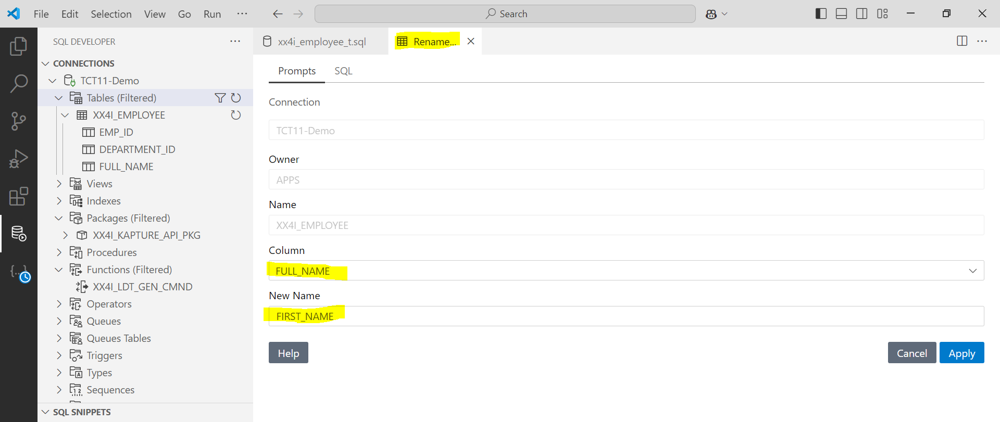 File Edit Selection View Go Run ···
Search
SQL DEVELOPER ···
CONNECTIONS
TCT11-Demo
Tables (Filtered)
XX4I_EMPLOYEE
EMP_ID
DEPARTMENT_ID
FULL_NAME
Views
Indexes
Packages (Filtered)
XX4I_KAPTURE_API_PKG
Procedures
Functions (Filtered)
XX4I_LDT_GEN_CMND
Operators
Queues
Queues Tables
Triggers
Types
Sequences
SQL SNIPPETS
xx4i_employee_t.sql
Rename...
Prompts SQL
Connection
TCT11-Demo
Owner
APPS
Name
XX4I_EMPLOYEE
Column
FULL_NAME
New Name
FIRST_NAME
Help Cancel Apply